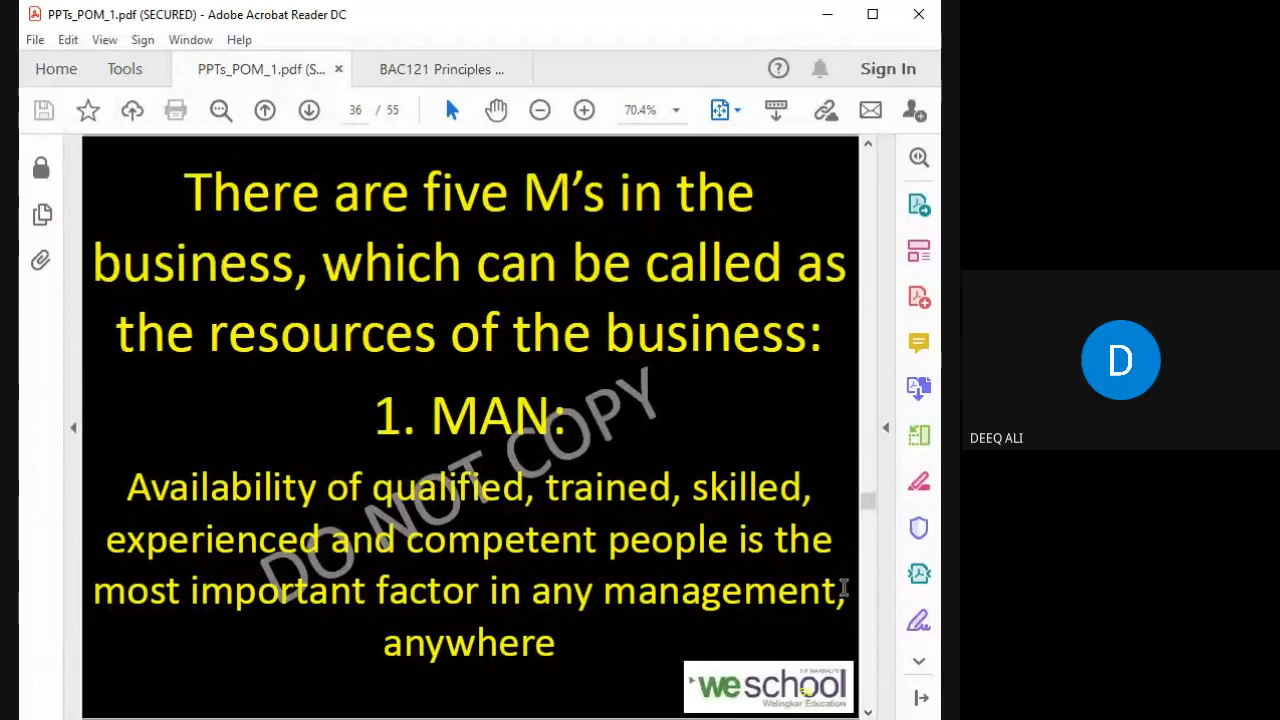 PPTs_POM_1.pdf (SECURED) - Adobe Acrobat Reader DC
File Edit View Sign Window Help
Home Tools PPTs_POM_1.pdf (S... × BAC121 Principles ... Sign In
36 / 55 70.4%
There are five M's in the
business, which can be called as
the resources of the business:
1. MAN:
Availability of qualified, trained, skilled,
experienced and competent people is the
most important factor in any management,
anywhere
DO NOT COPY
weschool
Welingkar Education
D
DEEQ ALI